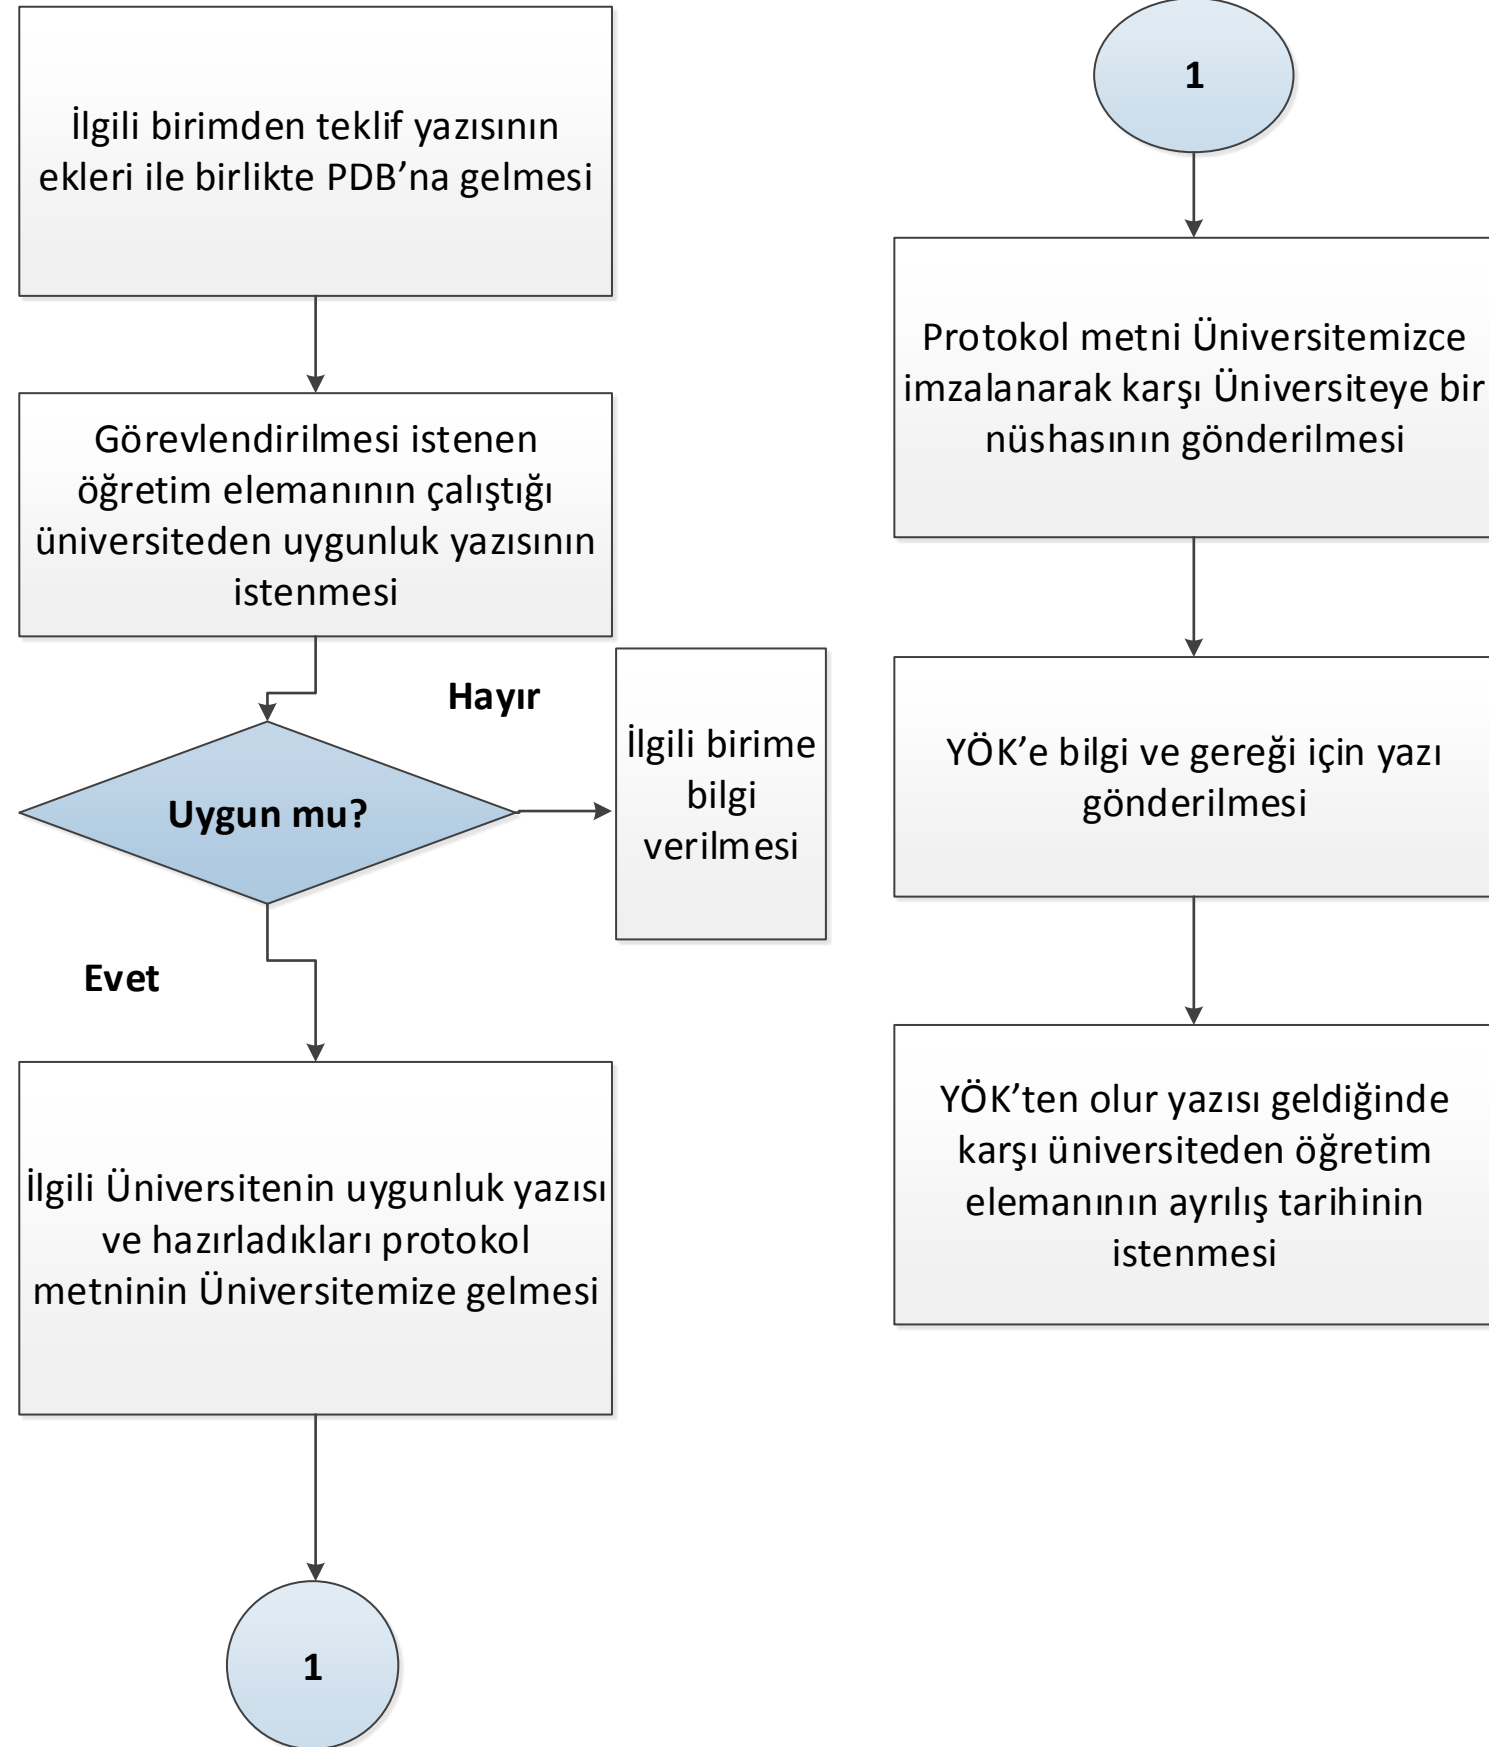 İlgili birimden teklif yazısının
ekleri ile birlikte PDB’na gelmesi
Görevlendirilmesi istenen
öğretim elemanının çalıştığı
üniversiteden uygunluk yazısının
istenmesi
Hayır
Uygun mu?
İlgili birime
bilgi
verilmesi
Evet
İlgili Üniversitenin uygunluk yazısı
ve hazırladıkları protokol
metninin Üniversitemize gelmesi
1
1
Protokol metni Üniversitemizce
imzalanarak karşı Üniversiteye bir
nüshasının gönderilmesi
YÖK’e bilgi ve gereği için yazı
gönderilmesi
YÖK’ten olur yazısı geldiğinde
karşı üniversiteden öğretim
elemanının ayrılış tarihinin
istenmesi